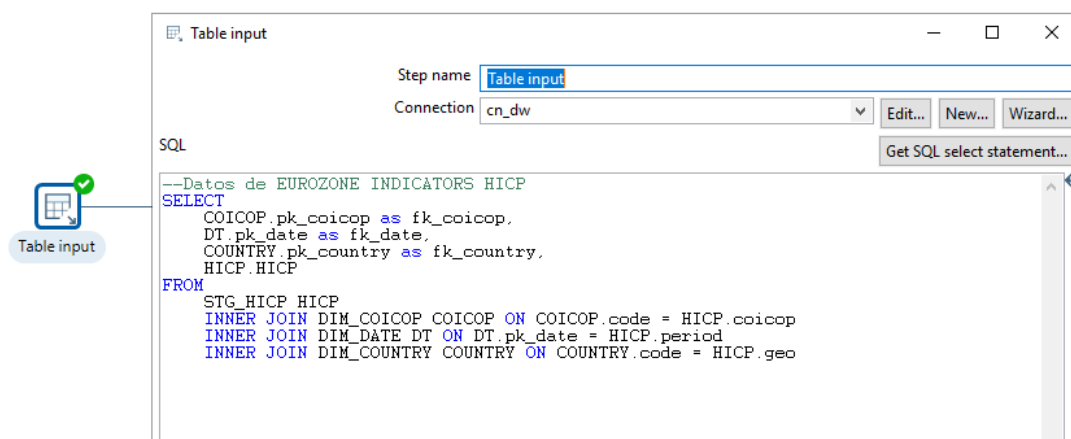 Table input
Step name Table input
Connection cn_dw Edit... New... Wizard...
SQL Get SQL select statement...
Table input
--Datos de EUROZONE INDICATORS HICP
SELECT
COICOP.pk_coicop as fk_coicop,
DT.pk_date as fk_date,
COUNTRY.pk_country as fk_country,
HICP.HICP
FROM
STG_HICP HICP
INNER JOIN DIM_COICOP COICOP ON COICOP.code = HICP.coicop
INNER JOIN DIM_DATE DT ON DT.pk_date = HICP.period
INNER JOIN DIM_COUNTRY COUNTRY ON COUNTRY.code = HICP.geo